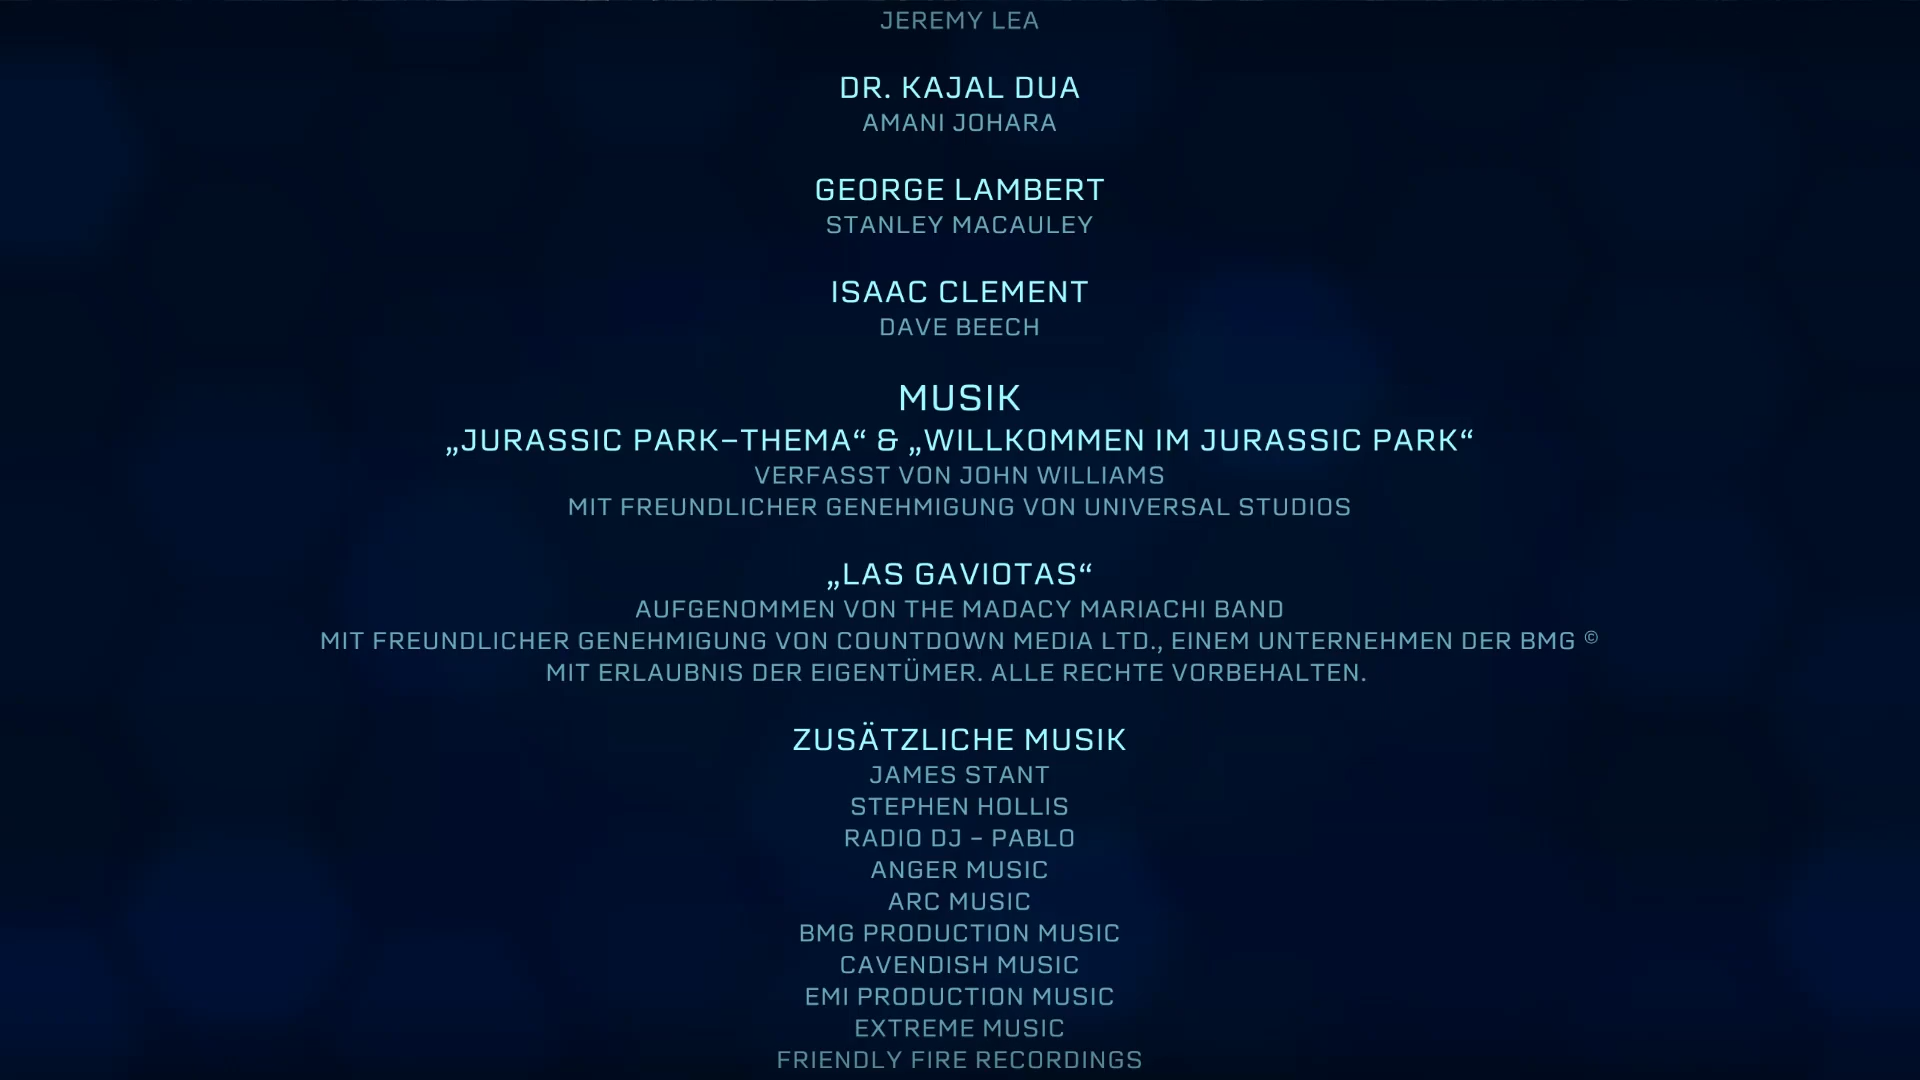 JEREMY LEA
DR. KAJAL DUA
AMANI JOHARA
GEORGE LAMBERT
STANLEY MACAULEY
ISAAC CLEMENT
DAVE BEECH
MUSIK
„JURASSIC PARK–THEMA“ & „WILLKOMMEN IM JURASSIC PARK“
VERFASST VON JOHN WILLIAMS
MIT FREUNDLICHER GENEHMIGUNG VON UNIVERSAL STUDIOS
„LAS GAVIOTAS“
AUFGENOMMEN VON THE MADACY MARIACHI BAND
MIT FREUNDLICHER GENEHMIGUNG VON COUNTDOWN MEDIA LTD., EINEM UNTERNEHMEN DER BMG ©
MIT ERLAUBNIS DER EIGENTÜMER. ALLE RECHTE VORBEHALTEN.
ZUSÄTZLICHE MUSIK
JAMES STANT
STEPHEN HOLLIS
RADIO DJ – PABLO
ANGER MUSIC
ARC MUSIC
BMG PRODUCTION MUSIC
CAVENDISH MUSIC
EMI PRODUCTION MUSIC
EXTREME MUSIC
FRIENDLY FIRE RECORDINGS